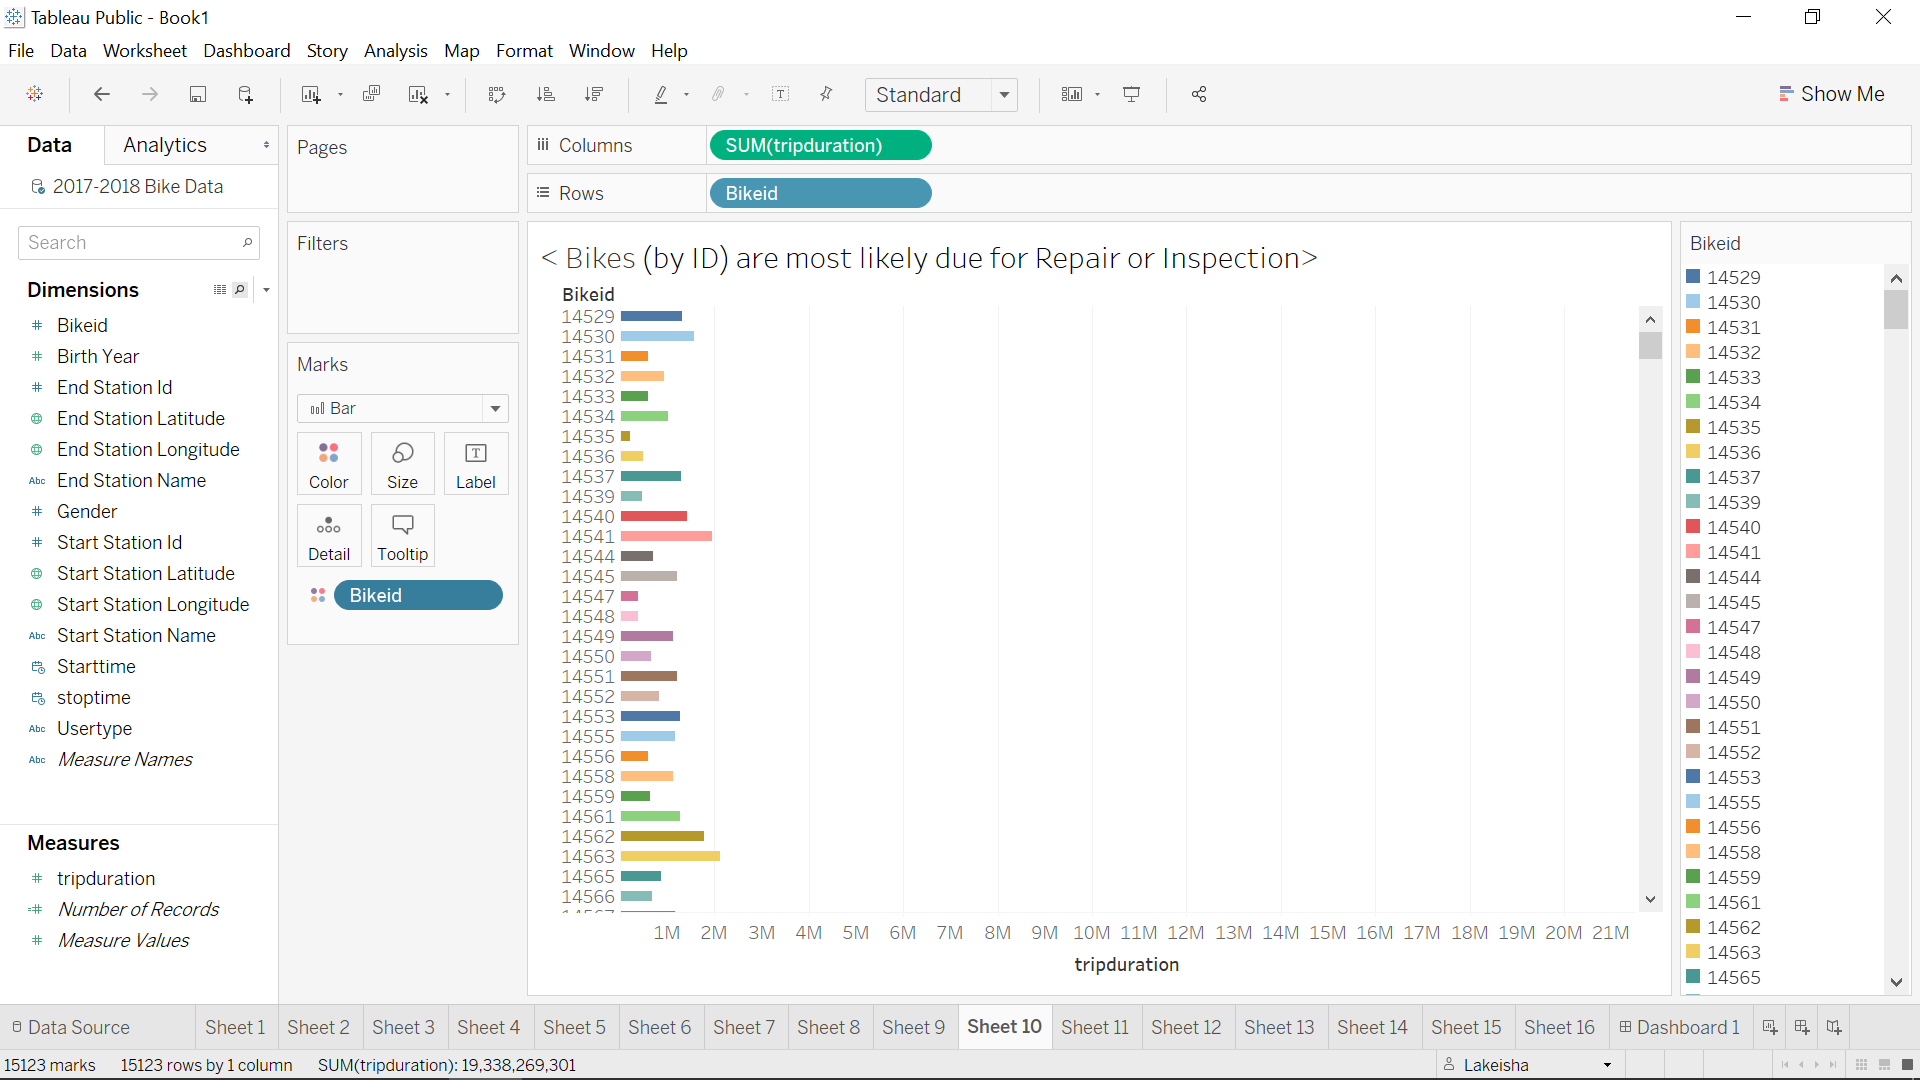 Tableau Public - Book1
File Data Worksheet Dashboard Story Analysis Map Format Window Help
Standard
Show Me
Data Analytics
2017-2018 Bike Data
Search
Dimensions
Bikeid
Birth Year
End Station Id
End Station Latitude
End Station Longitude
Abc End Station Name
Gender
Start Station Id
Start Station Latitude
Start Station Longitude
Abc Start Station Name
Starttime
stoptime
Abc Usertype
Abc Measure Names
Measures
tripduration
Number of Records
Measure Values
Pages
Filters
Marks
Bar
Color Size Label
Detail Tooltip
Bikeid
Columns SUM(tripduration)
Rows Bikeid
< Bikes (by ID) are most likely due for Repair or Inspection>
Bikeid
14529
14530
14531
14532
14533
14534
14535
14536
14537
14539
14540
14541
14544
14545
14547
14548
14549
14550
14551
14552
14553
14555
14556
14558
14559
14561
14562
14563
14565
14566
14567
1M 2M 3M 4M 5M 6M 7M 8M 9M 10M 11M 12M 13M 14M 15M 16M 17M 18M 19M 20M 21M
tripduration
Bikeid
14529
14530
14531
14532
14533
14534
14535
14536
14537
14539
14540
14541
14544
14545
14547
14548
14549
14550
14551
14552
14553
14555
14556
14558
14559
14561
14562
14563
14565
Data Source Sheet 1 Sheet 2 Sheet 3 Sheet 4 Sheet 5 Sheet 6 Sheet 7 Sheet 8 Sheet 9 Sheet 10 Sheet 11 Sheet 12 Sheet 13 Sheet 14 Sheet 15 Sheet 16 Dashboard 1
15123 marks 15123 rows by 1 column SUM(tripduration): 19,338,269,301 Lakeisha